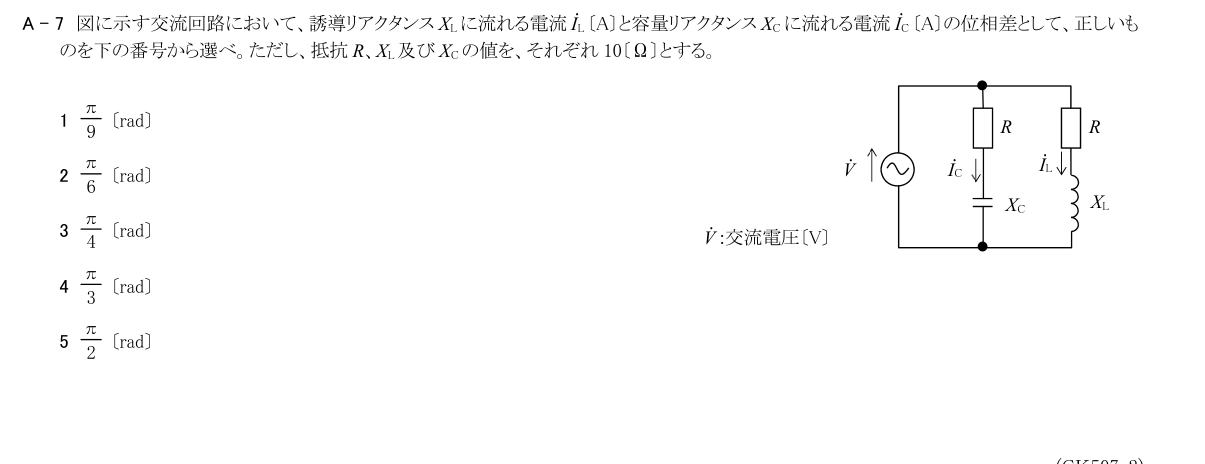 A－7 図に示す交流回路において、誘導リアクタンス XL に流れる電流 İL〔A〕と容量リアクタンス XC に流れる電流 İC〔A〕の位相差として、正しいも
のを下の番号から選べ。ただし、抵抗 R、XL 及び XC の値を、それぞれ 10〔Ω〕とする。
1 π/9 〔rad〕
2 π/6 〔rad〕
3 π/4 〔rad〕
4 π/3 〔rad〕
5 π/2 〔rad〕
R
R
V̇
İC
İL
XC
XL
V̇:交流電圧〔V〕